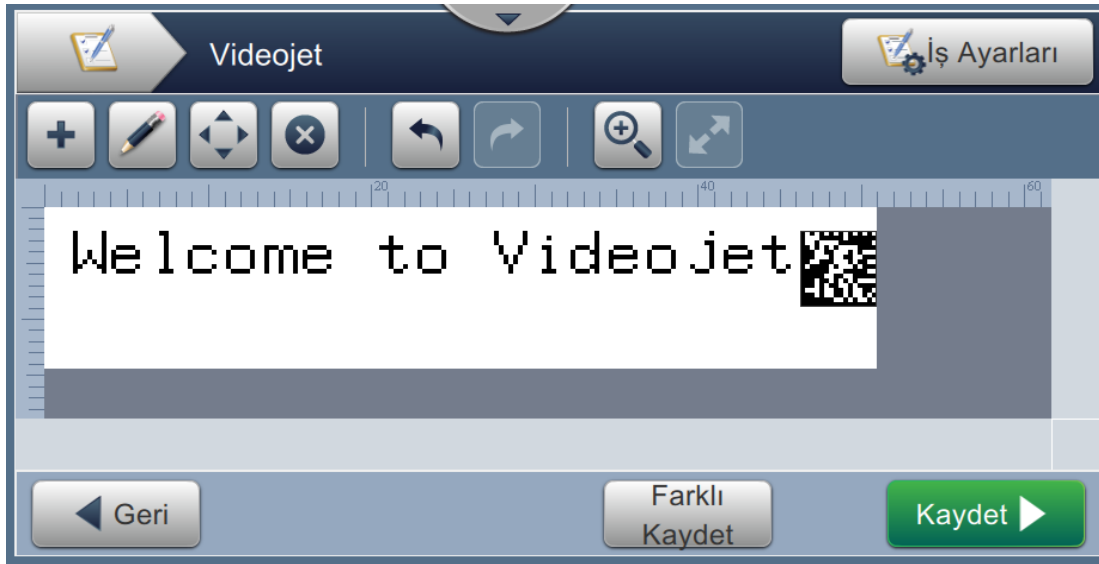 Videojet
İş Ayarları
20
40
60
Welcome to Videojet
Geri
Farklı
Kaydet
Kaydet